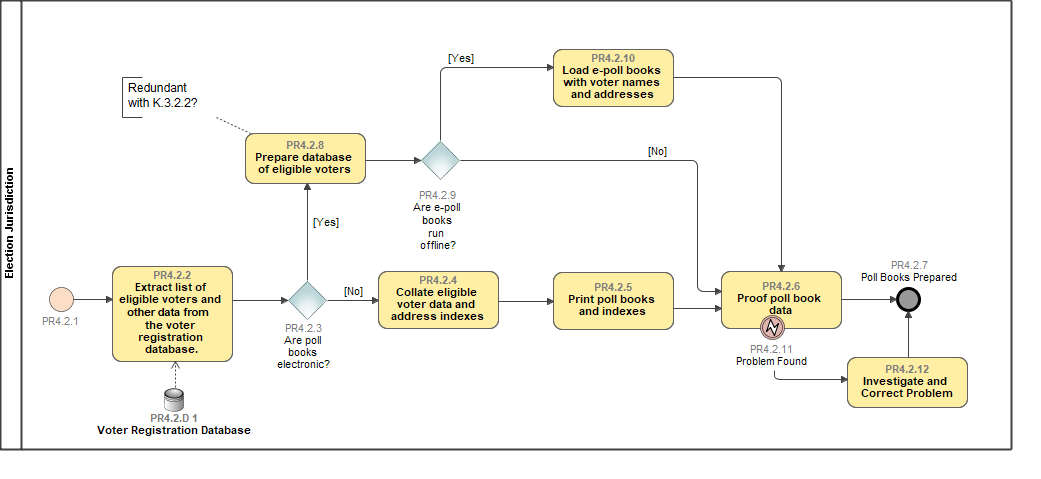 Election Jurisdiction
[Yes]
PR4.2.10
Load e-poll books
with voter names
and addresses
Redundant
with K.3.2.2?
PR4.2.8
Prepare database
of eligible voters
[No]
PR4.2.9
Are e-poll
books
run
offline?
[Yes]
PR4.2.1
PR4.2.2
Extract list of
eligible voters and
other data from
the voter
registration
database.
PR4.2.3
Are poll
books
electronic?
[No]
PR4.2.4
Collate eligible
voter data and
address indexes
PR4.2.5
Print poll books
and indexes
PR4.2.6
Proof poll book
data
PR4.2.7
Poll Books Prepared
PR4.2.11
Problem Found
PR4.2.12
Investigate and
Correct Problem
PR4.2.D 1
Voter Registration Database